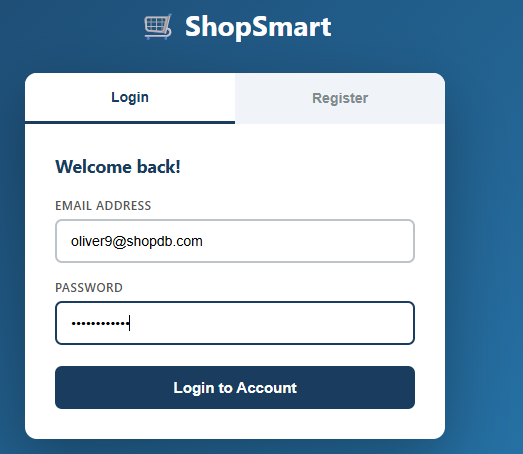 ShopSmart
Login
Register
Welcome back!
EMAIL ADDRESS
oliver9@shopdb.com
PASSWORD
••••••••••••
Login to Account